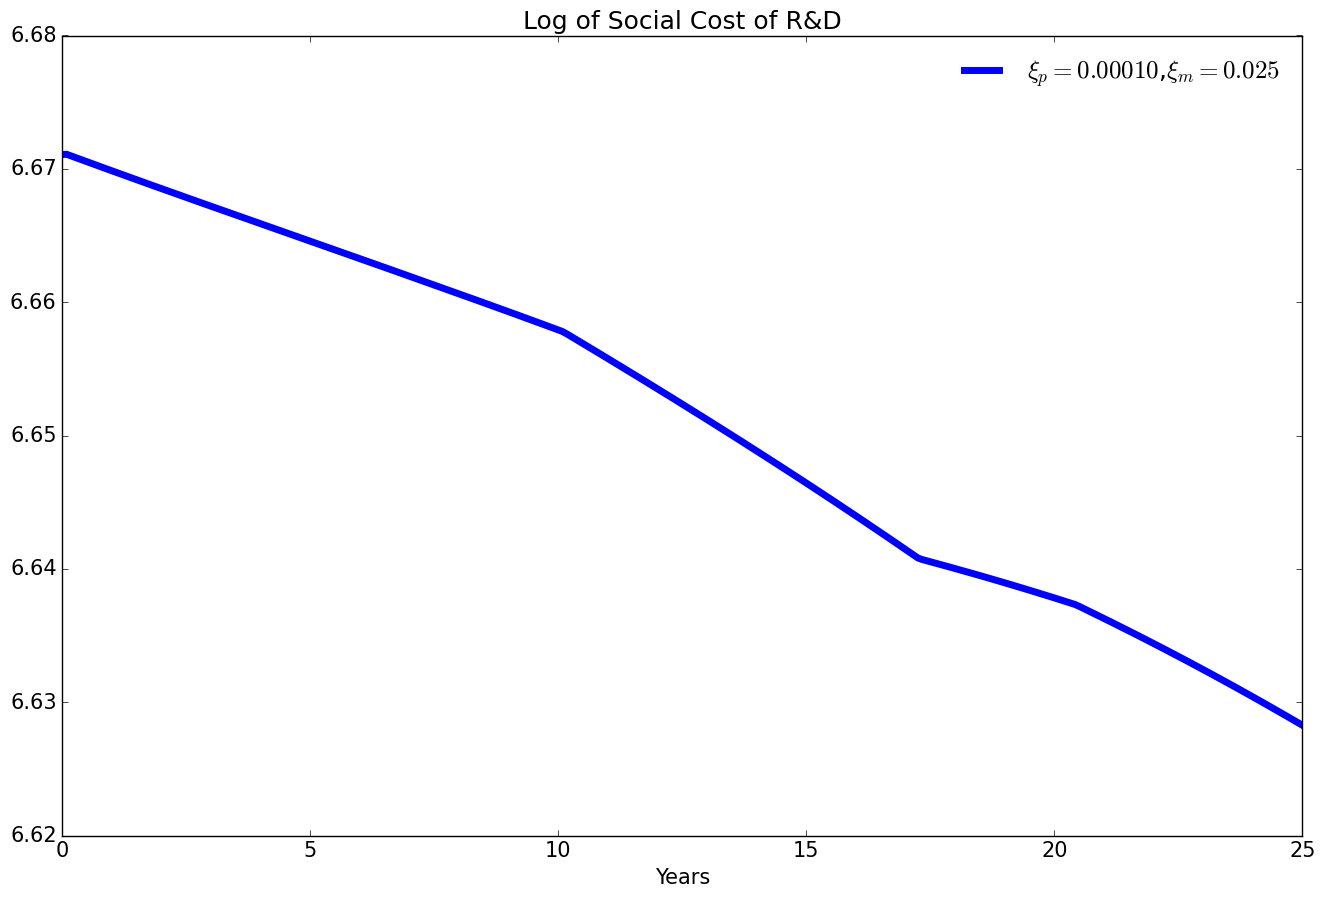 Log of Social Cost of R&D
6.68
ξp = 0.00010,ξm = 0.025
6.67
6.66
6.65
6.64
6.63
6.62
0 5 10 15 20 25
Years